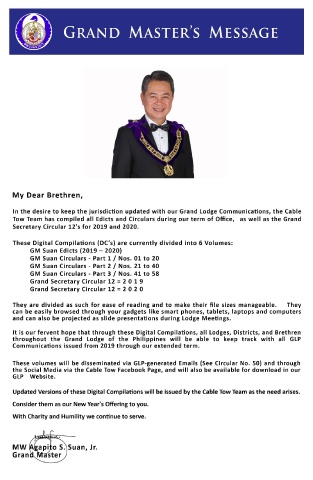 GRAND MASTER'S MESSAGE
My Dear Brethren,
In the desire to keep the jurisdiction updated with our Grand Lodge Communications, the Cable
Tow Team has compiled all Edicts and Circulars during our term of Office, as well as the Grand
Secretary Circular 12's for 2019 and 2020.
These Digital Compilations (DC's) are currently divided into 6 Volumes:
GM Suan Edicts (2019 – 2020)
GM Suan Circulars - Part 1 / Nos. 01 to 20
GM Suan Circulars - Part 2 / Nos. 21 to 40
GM Suan Circulars - Part 3 / Nos. 41 to 58
Grand Secretary Circular 12 = 2 0 1 9
Grand Secretary Circular 12 = 2 0 2 0
They are divided as such for ease of reading and to make their file sizes manageable. They
can be easily browsed through your gadgets like smart phones, tablets, laptops and computers
and can also be projected as slide presentations during Lodge Meetings.
It is our fervent hope that through these Digital Compilations, all Lodges, Districts, and Brethren
throughout the Grand Lodge of the Philippines will be able to keep track with all GLP
Communications issued from 2019 through our extended term.
These volumes will be disseminated via GLP-generated Emails (See Circular No. 50) and through
the Social Media via the Cable Tow Facebook Page, and will also be available for download in our
GLP Website.
Updated Versions of these Digital Compilations will be issued by the Cable Tow Team as the need arises.
Consider them as our New Year's Offering to you.
With Charity and Humility we continue to serve.
MW Agapito S. Suan, Jr.
Grand Master